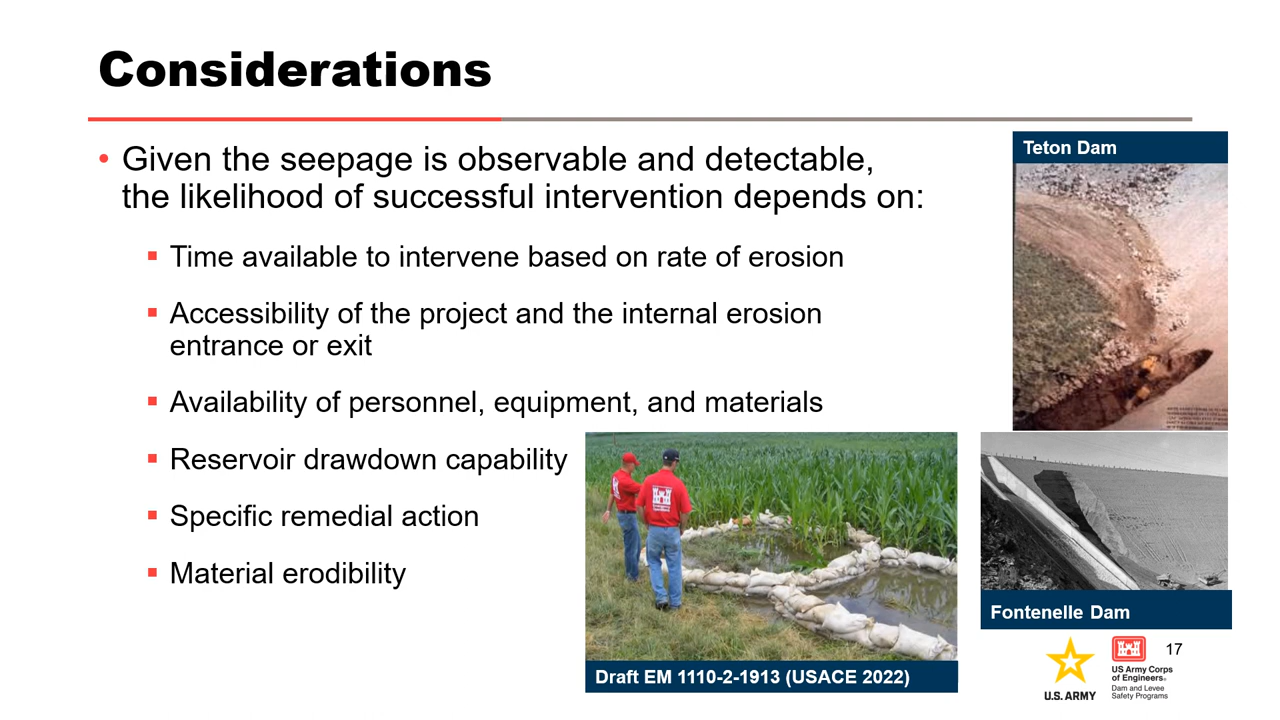 Considerations
Given the seepage is observable and detectable,
the likelihood of successful intervention depends on:
Time available to intervene based on rate of erosion
Accessibility of the project and the internal erosion
entrance or exit
Availability of personnel, equipment, and materials
Reservoir drawdown capability
Specific remedial action
Material erodibility
Teton Dam
Fontenelle Dam
Draft EM 1110-2-1913 (USACE 2022)
U.S. ARMY
US Army Corps
of Engineers®
Dam and Levee
Safety Programs
17